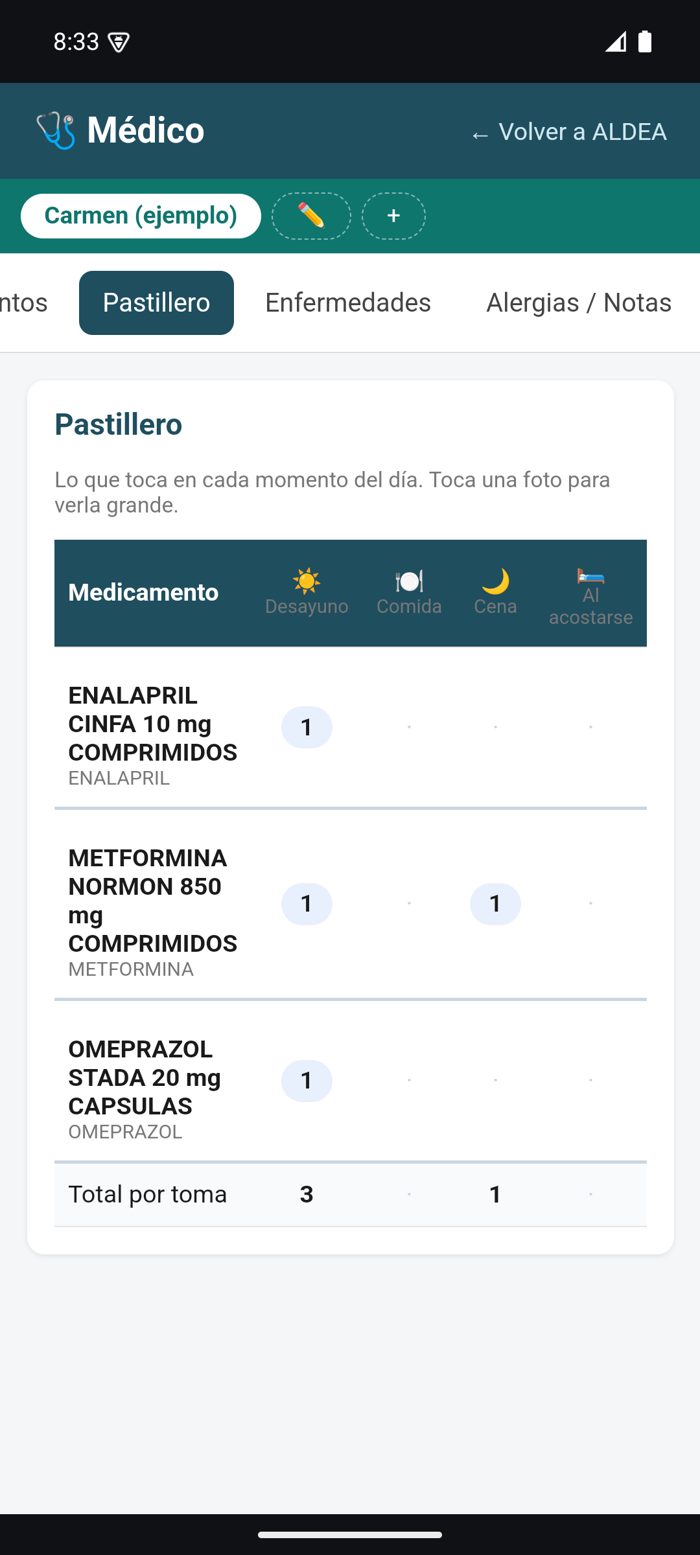 8:33
Médico
← Volver a ALDEA
Carmen (ejemplo)
+
ntos
Pastillero
Enfermedades
Alergias / Notas
Pastillero
Lo que toca en cada momento del día. Toca una foto para
verla grande.
Medicamento
Desayuno
Comida
Cena
Al
acostarse
ENALAPRIL
CINFA 10 mg
COMPRIMIDOS
ENALAPRIL
1
·
·
·
METFORMINA
NORMON 850
mg
COMPRIMIDOS
METFORMINA
1
·
1
·
OMEPRAZOL
STADA 20 mg
CAPSULAS
OMEPRAZOL
1
·
·
·
Total por toma
3
·
1
·